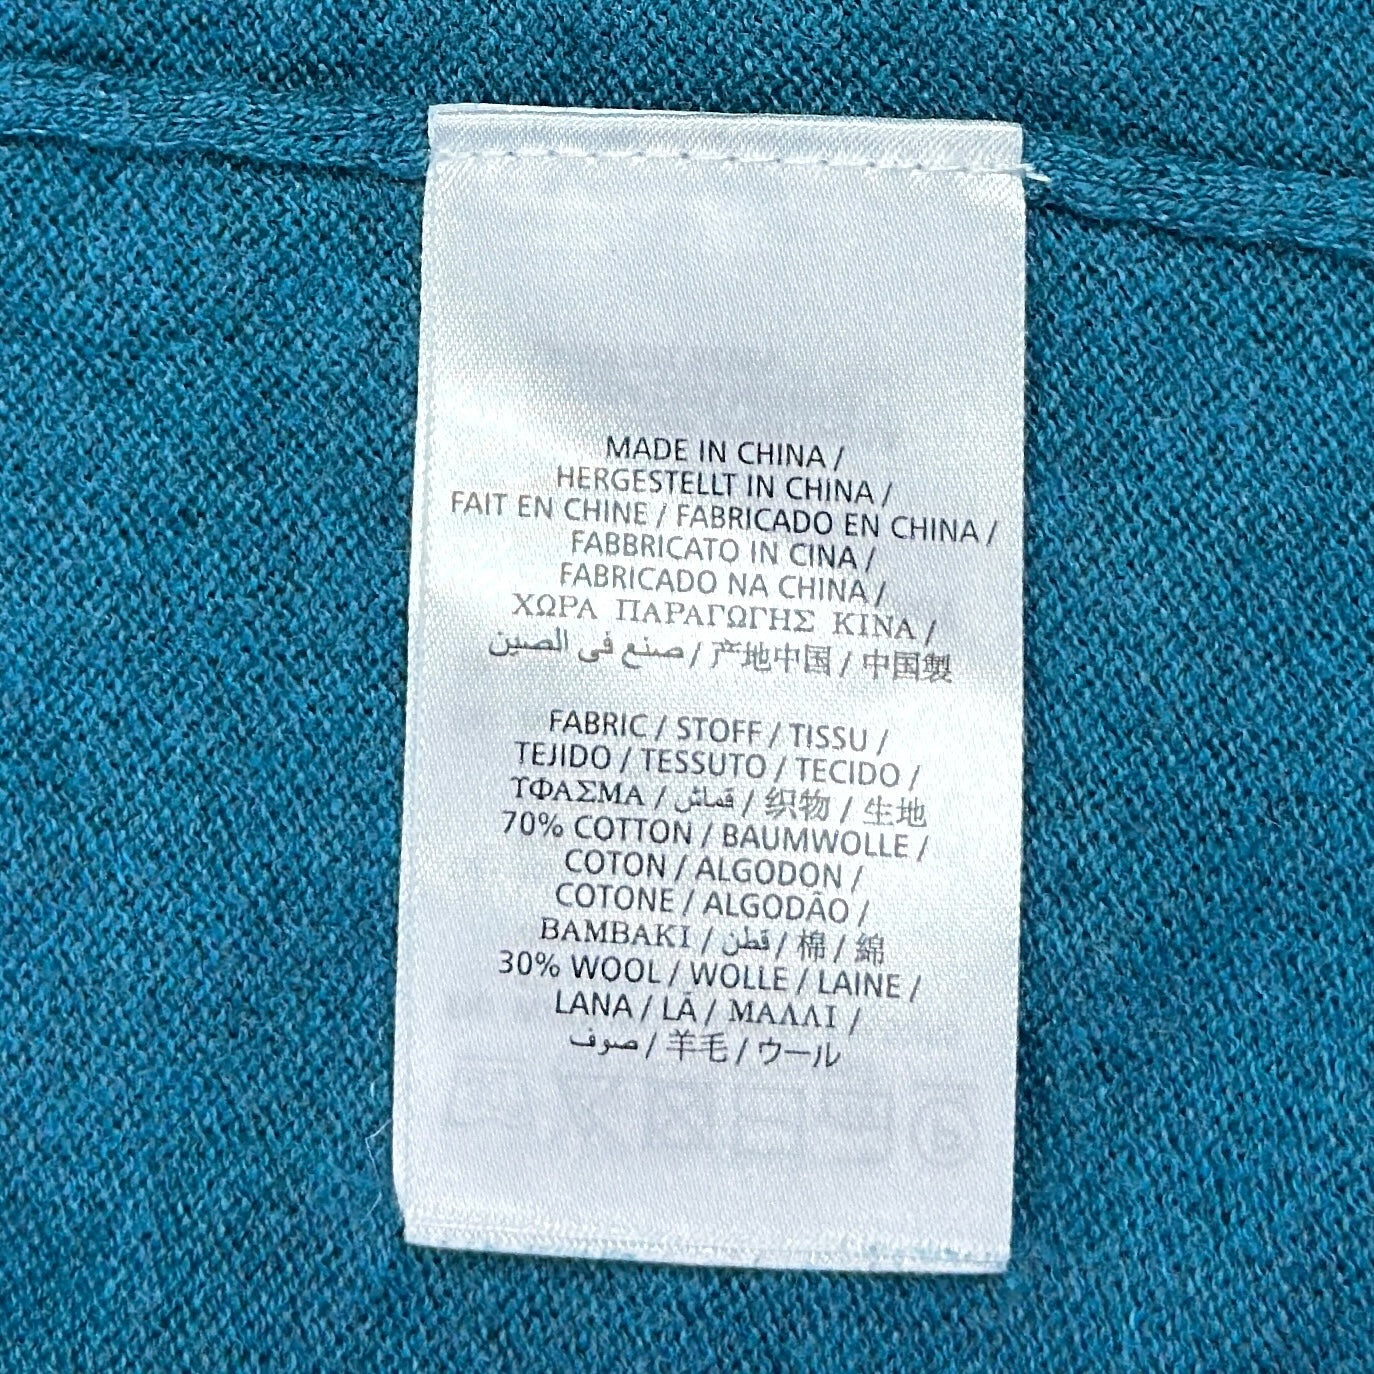 MADE IN CHINA /
HERGESTELLT IN CHINA /
FAIT EN CHINE / FABRICADO EN CHINA /
FABBRICATO IN CINA /
FABRICADO NA CHINA /
ΧΩΡΑ ΠΑΡΑΓΩΓΗΣ ΚΙΝΑ /
صنع في الصين / 产地中国 / 中国製
FABRIC / STOFF / TISSU /
TEJIDO / TESSUTO / TECIDO /
ΥΦΑΣΜΑ / قماش / 织物 / 生地
70% COTTON / BAUMWOLLE /
COTON / ALGODON /
COTONE / ALGODÃO /
ΒΑΜΒΑΚΙ / قطن / 棉 / 綿
30% WOOL / WOLLE / LAINE /
LANA / LÃ / ΜΑΛΛΙ /
صوف / 羊毛 / ウール